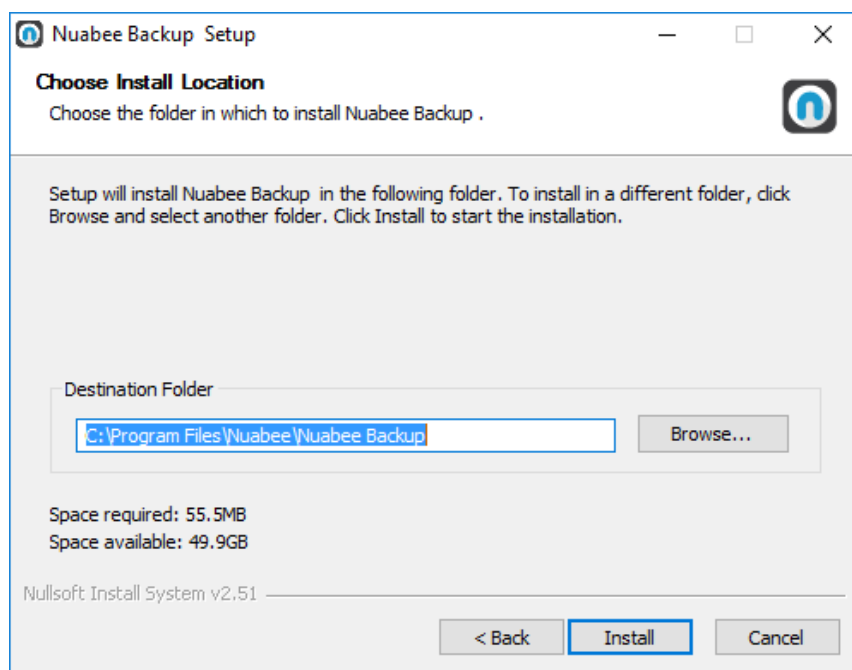 Nuabee Backup  Setup
Choose Install Location
Choose the folder in which to install Nuabee Backup .
Setup will install Nuabee Backup  in the following folder. To install in a different folder, click
Browse and select another folder. Click Install to start the installation.
Destination Folder
C:\Program Files\Nuabee\Nuabee Backup
Browse...
Space required: 55.5MB
Space available: 49.9GB
Nullsoft Install System v2.51
< Back
Install
Cancel